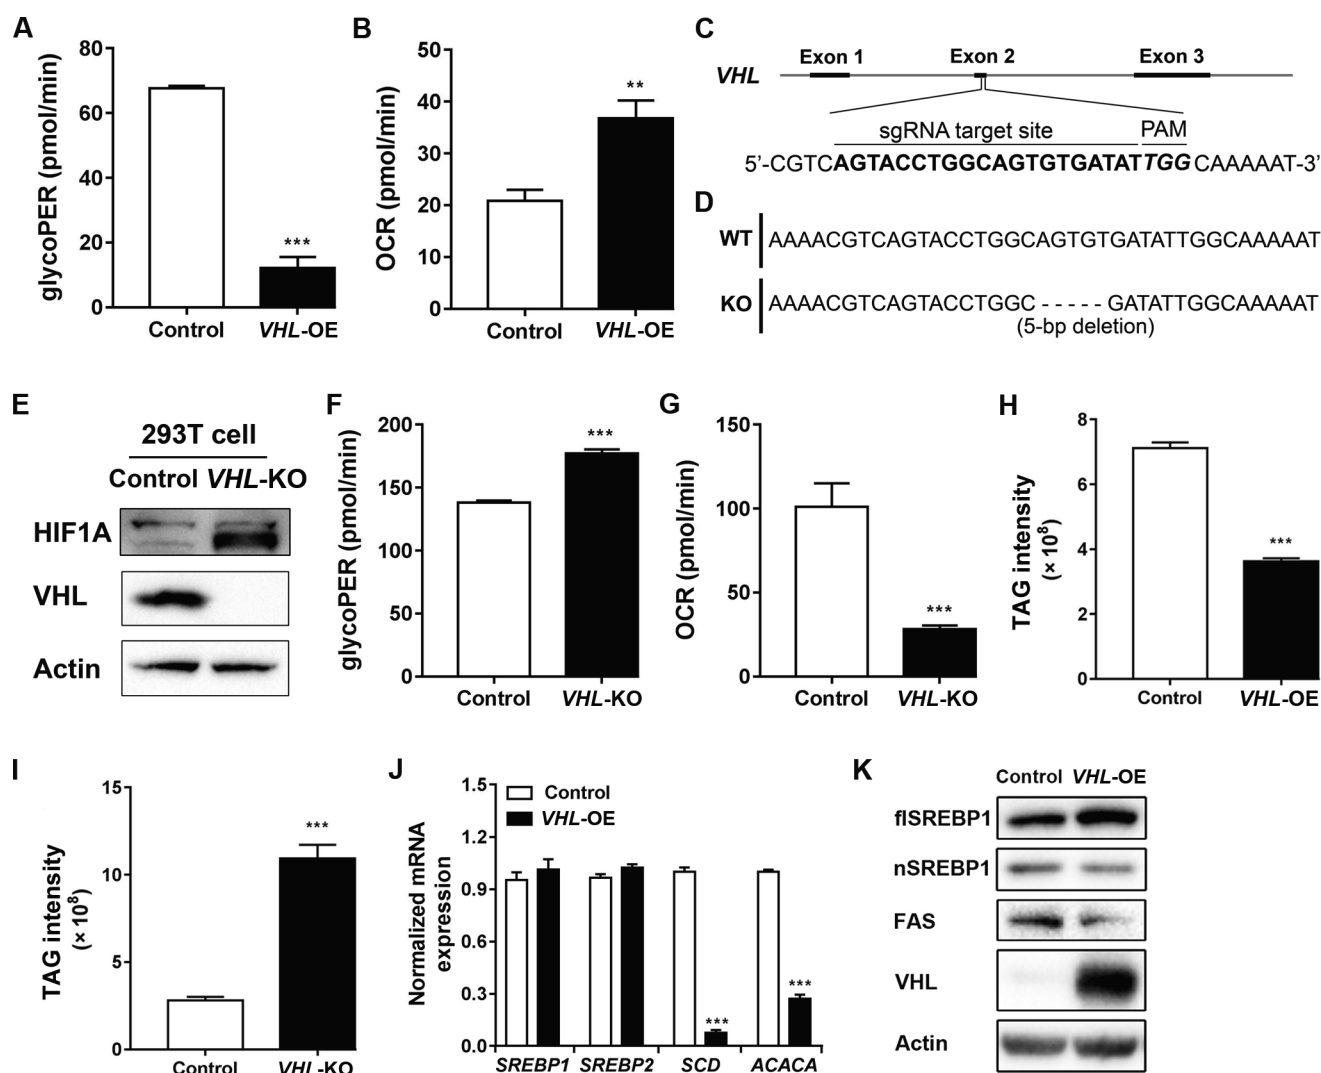 A
glycoPER (pmol/min)
80
60
40
20
0
***
Control
VHL-OE
B
OCR (pmol/min)
50
40
30
20
10
0
**
Control
VHL-OE
C
Exon 1
Exon 2
Exon 3
VHL
sgRNA target site
PAM
5’-CGTCAGTACCTGGCAGTGTGATATTGGCAAAAAT-3’
D
WT
AAAACGTCAGTACCTGGCAGTGTGATATTGGCAAAAAT
KO
AAAACGTCAGTACCTGGC - - - - - GATATTGGCAAAAAT
(5-bp deletion)
E
293T cell
Control VHL-KO
HIF1A
VHL
Actin
F
glycoPER (pmol/min)
200
150
100
50
0
***
Control
VHL-KO
G
OCR (pmol/min)
150
100
50
0
***
Control
VHL-KO
H
TAG intensity
(× 10⁸)
8
6
4
2
0
***
Control
VHL-OE
I
TAG intensity
(× 10⁸)
15
10
5
0
***
Control
VHL-KO
J
Normalized mRNA
expression
1.5
1.2
0.9
0.6
0.3
0.0
Control
VHL-OE
***
***
SREBP1
SREBP2
SCD
ACACA
K
Control VHL-OE
flSREBP1
nSREBP1
FAS
VHL
Actin